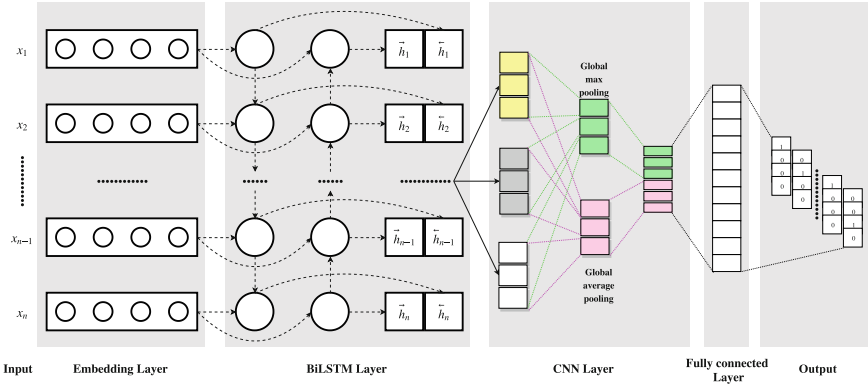 x₁
x₂
xₙ₋₁
xₙ
h⃗₁ h⃖₁
h⃗₂ h⃖₂
h⃗ₙ₋₁ h⃖ₙ₋₁
h⃗ₙ h⃖ₙ
Global
max
pooling
Global
average
pooling
1
0
0
0
0
1
0
0
1
0
0
0
0
0
1
0
Input
Embedding Layer
BiLSTM Layer
CNN Layer
Fully connected
Layer
Output